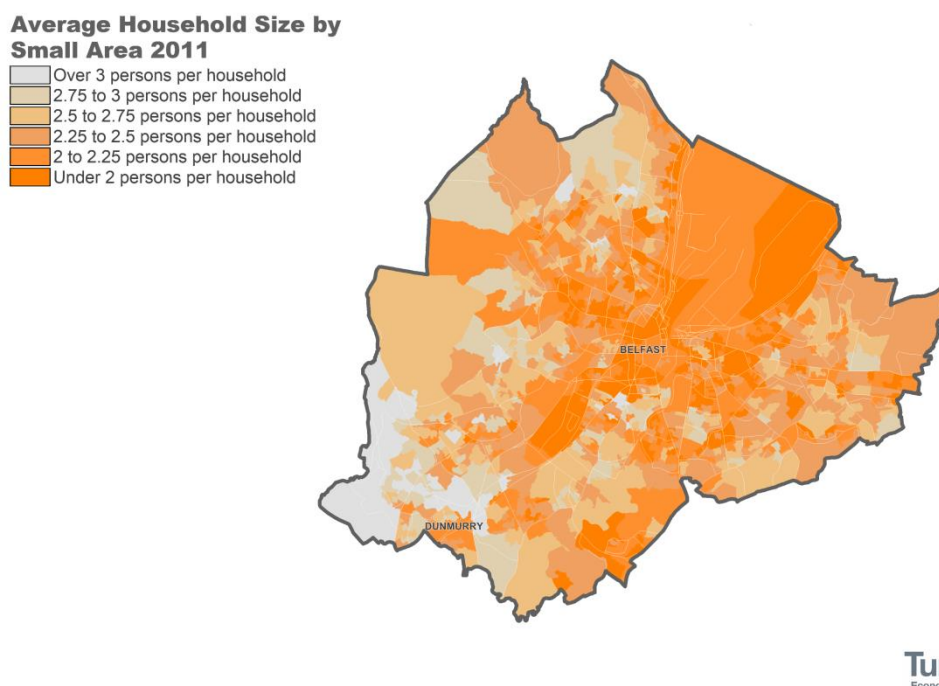 Average Household Size by
Small Area 2011
Over 3 persons per household
2.75 to 3 persons per household
2.5 to 2.75 persons per household
2.25 to 2.5 persons per household
2 to 2.25 persons per household
Under 2 persons per household
BELFAST
DUNMURRY
Tu
Econo